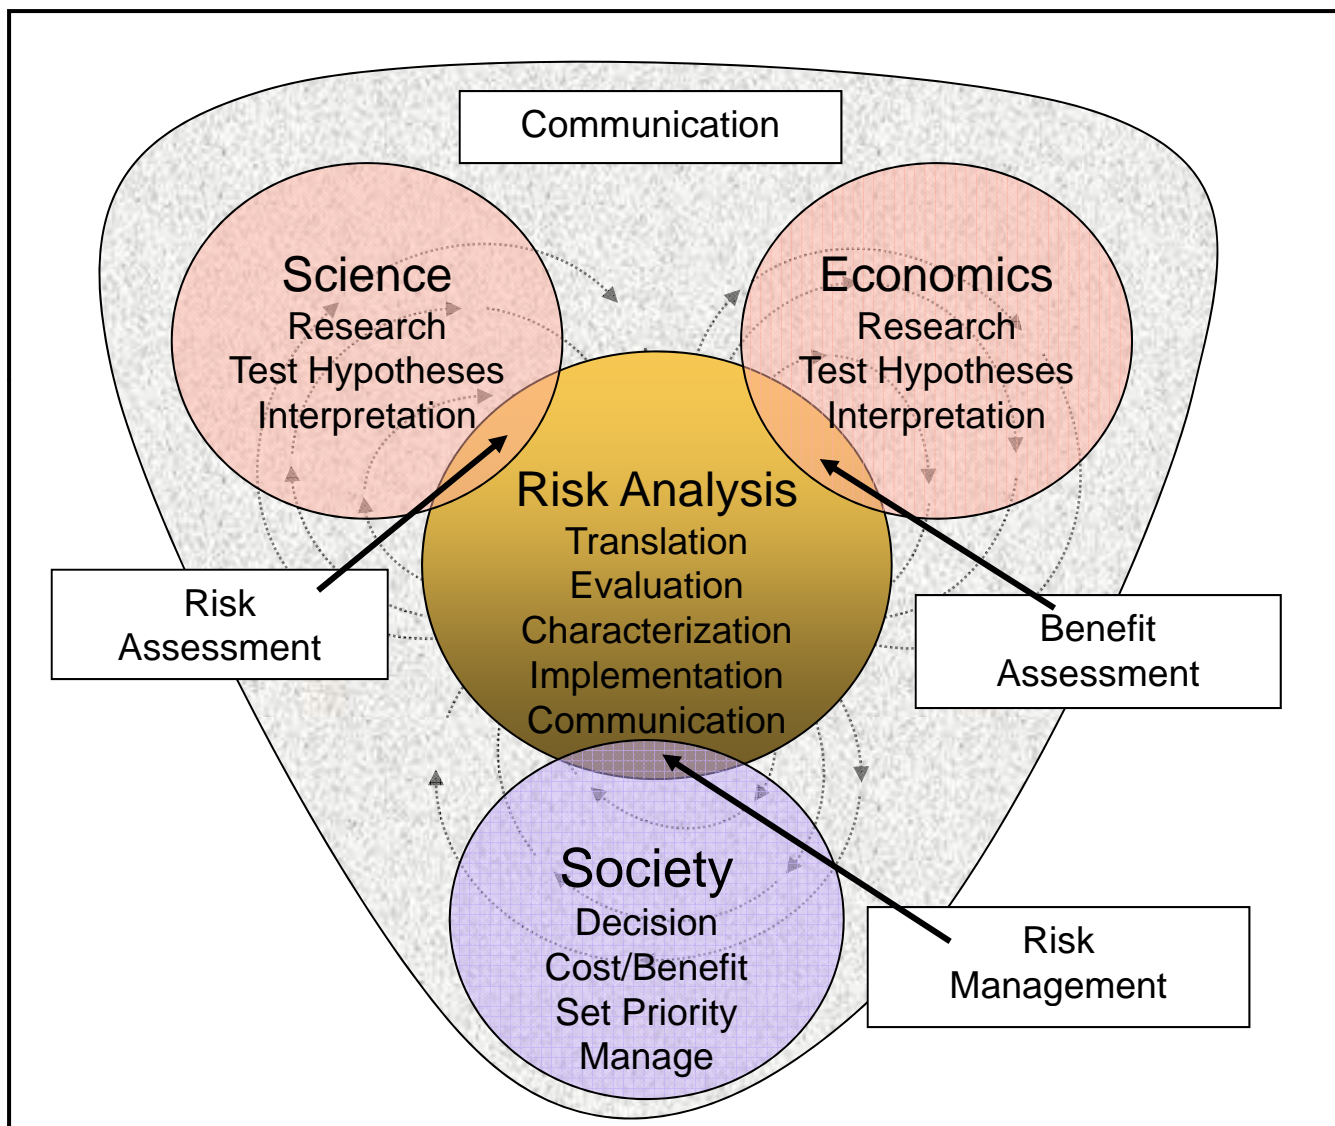 Communication
Science
Research
Test Hypotheses
Interpretation
Economics
Research
Test Hypotheses
Interpretation
Risk Analysis
Translation
Evaluation
Characterization
Implementation
Communication
Risk
Assessment
Benefit
Assessment
Society
Decision
Cost/Benefit
Set Priority
Manage
Risk
Management